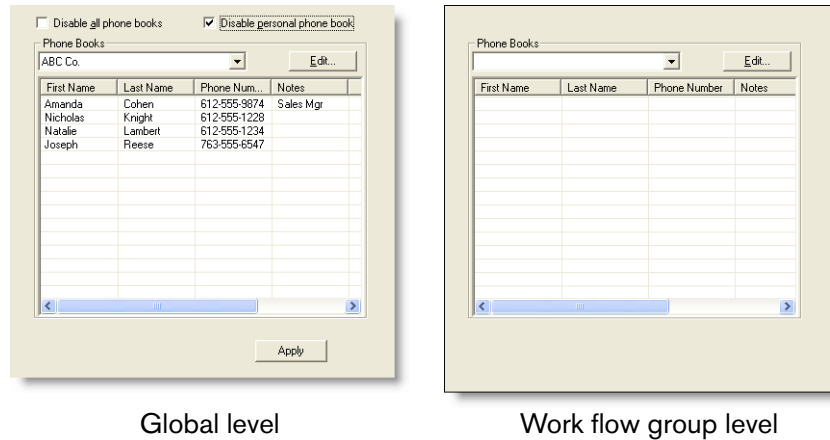 Disable all phone books Disable personal phone book
Phone Books
ABC Co. Edit...
First Name Last Name Phone Num... Notes
Amanda Cohen 612-555-9874 Sales Mgr
Nicholas Knight 612-555-1228
Natalie Lambert 612-555-1234
Joseph Reese 763-555-6547
Apply
Global level
Phone Books
Edit...
First Name Last Name Phone Number Notes
Work flow group level